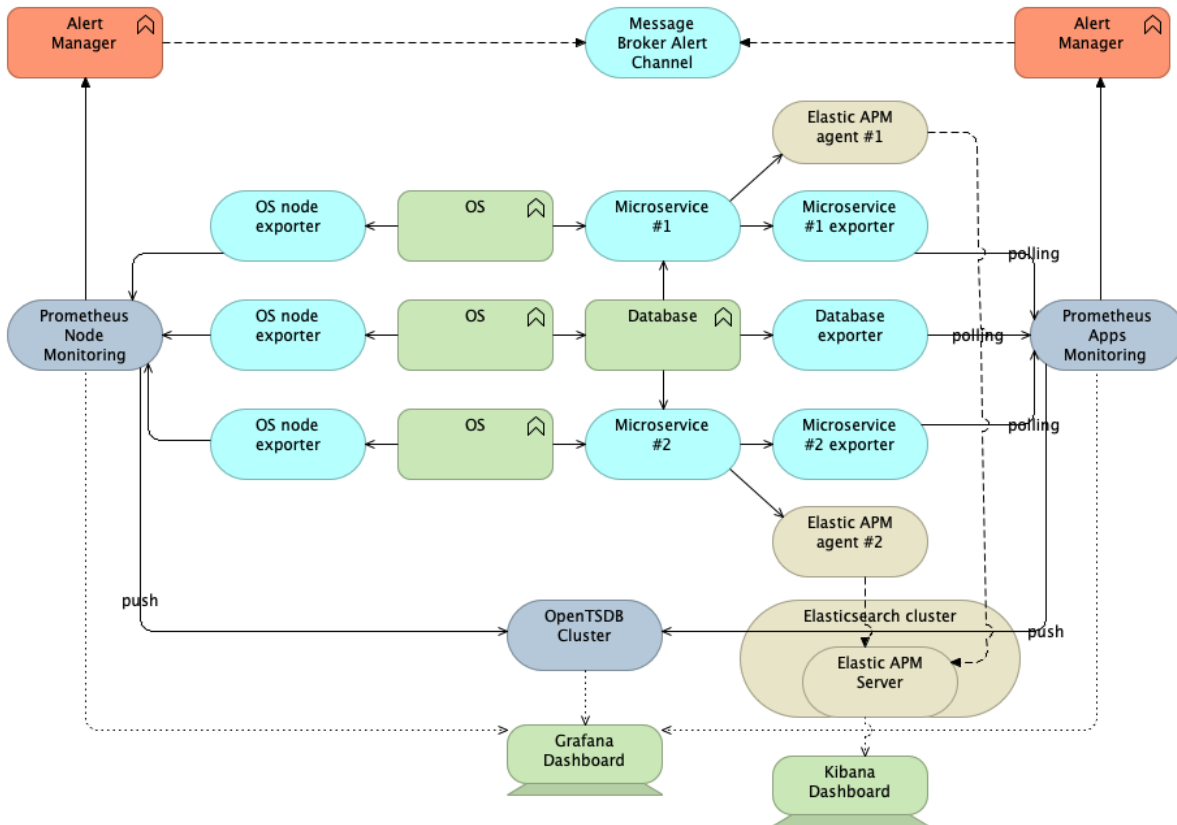 Alert
Manager
Message
Broker Alert
Channel
Alert
Manager
Elastic APM
agent #1
OS node
exporter
OS
Microservice
#1
Microservice
#1 exporter
polling
Prometheus
Node
Monitoring
OS node
exporter
OS
Database
Database
exporter
polling
Prometheus
Apps
Monitoring
OS node
exporter
OS
Microservice
#2
Microservice
#2 exporter
polling
Elastic APM
agent #2
push
OpenTSDB
Cluster
Elasticsearch cluster
push
Elastic APM
Server
Grafana
Dashboard
Kibana
Dashboard